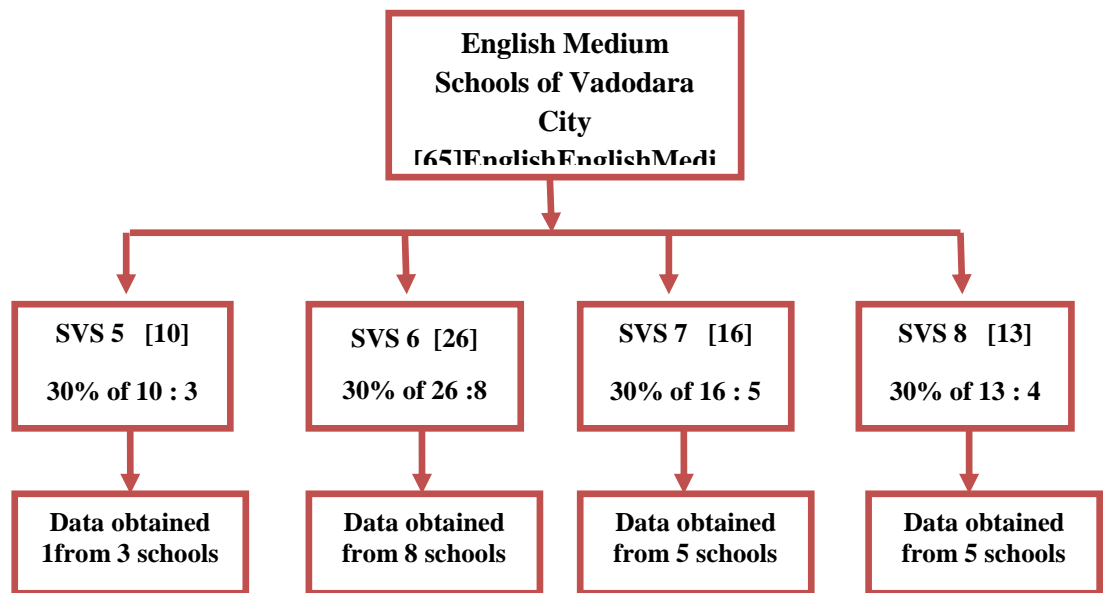 English Medium
Schools of Vadodara
City
[65]EnglishEnglishMedi
SVS 5 [10]
30% of 10 : 3
SVS 6 [26]
30% of 26 :8
SVS 7 [16]
30% of 16 : 5
SVS 8 [13]
30% of 13 : 4
Data obtained
1from 3 schools
Data obtained
from 8 schools
Data obtained
from 5 schools
Data obtained
from 5 schools